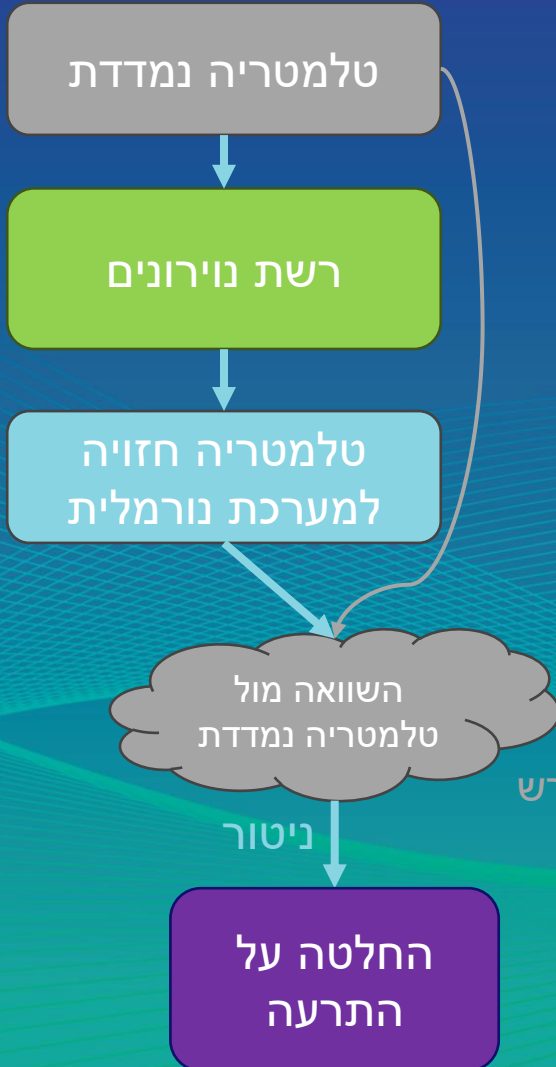 טלמטריה נמדדת
רשת נוירונים
טלמטריה חזויה
למערכת נורמלית
השוואה מול
טלמטריה נמדדת
ניטור
החלטה על
התרעה